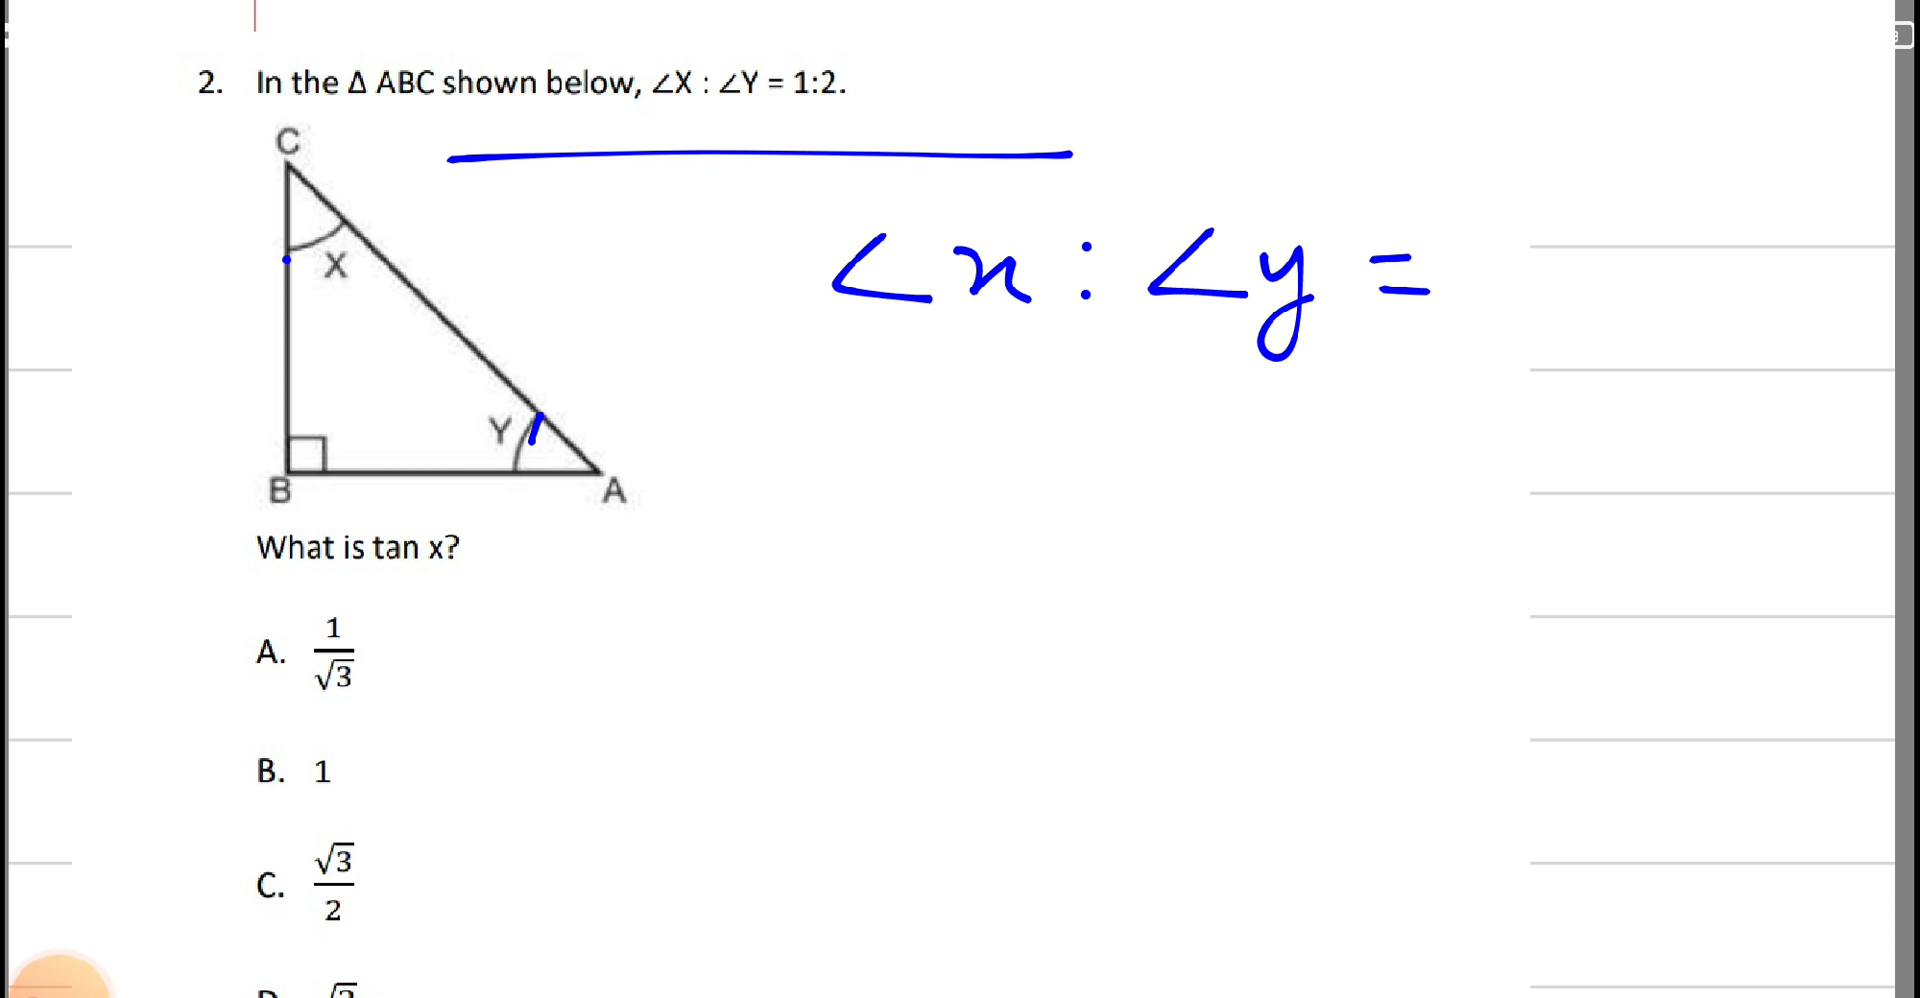 2. In the Δ ABC shown below, ∠X : ∠Y = 1:2.
C
X
∠x : ∠y =
Y
B
A
What is tan x?
A. 1/√3
B. 1
C. √3/2